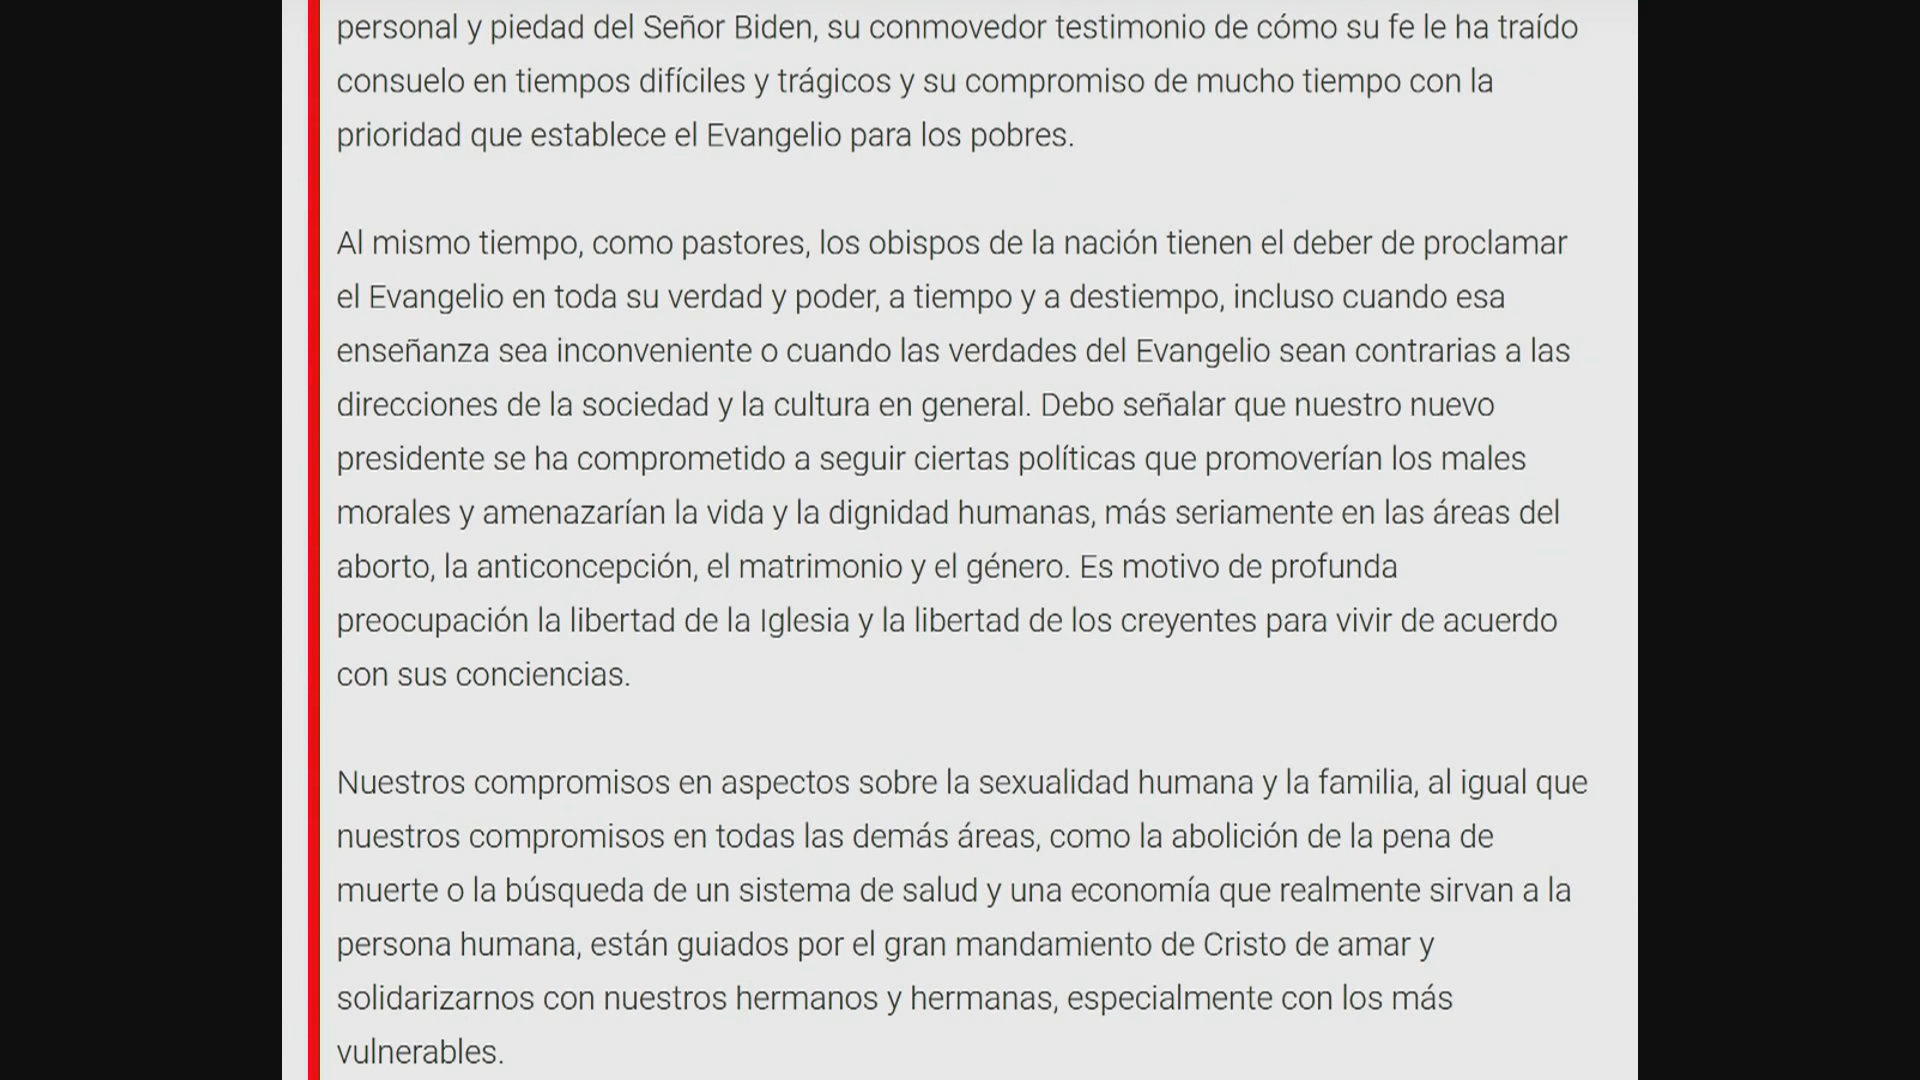 personal y piedad del Señor Biden, su conmovedor testimonio de cómo su fe le ha traído
consuelo en tiempos difíciles y trágicos y su compromiso de mucho tiempo con la
prioridad que establece el Evangelio para los pobres.
Al mismo tiempo, como pastores, los obispos de la nación tienen el deber de proclamar
el Evangelio en toda su verdad y poder, a tiempo y a destiempo, incluso cuando esa
enseñanza sea inconveniente o cuando las verdades del Evangelio sean contrarias a las
direcciones de la sociedad y la cultura en general. Debo señalar que nuestro nuevo
presidente se ha comprometido a seguir ciertas políticas que promoverían los males
morales y amenazarían la vida y la dignidad humanas, más seriamente en las áreas del
aborto, la anticoncepción, el matrimonio y el género. Es motivo de profunda
preocupación la libertad de la Iglesia y la libertad de los creyentes para vivir de acuerdo
con sus conciencias.
Nuestros compromisos en aspectos sobre la sexualidad humana y la familia, al igual que
nuestros compromisos en todas las demás áreas, como la abolición de la pena de
muerte o la búsqueda de un sistema de salud y una economía que realmente sirvan a la
persona humana, están guiados por el gran mandamiento de Cristo de amar y
solidarizarnos con nuestros hermanos y hermanas, especialmente con los más
vulnerables.